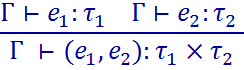 Γ ⊢ e₁: τ₁   Γ ⊢ e₂: τ₂
Γ ⊢ (e₁, e₂): τ₁ × τ₂